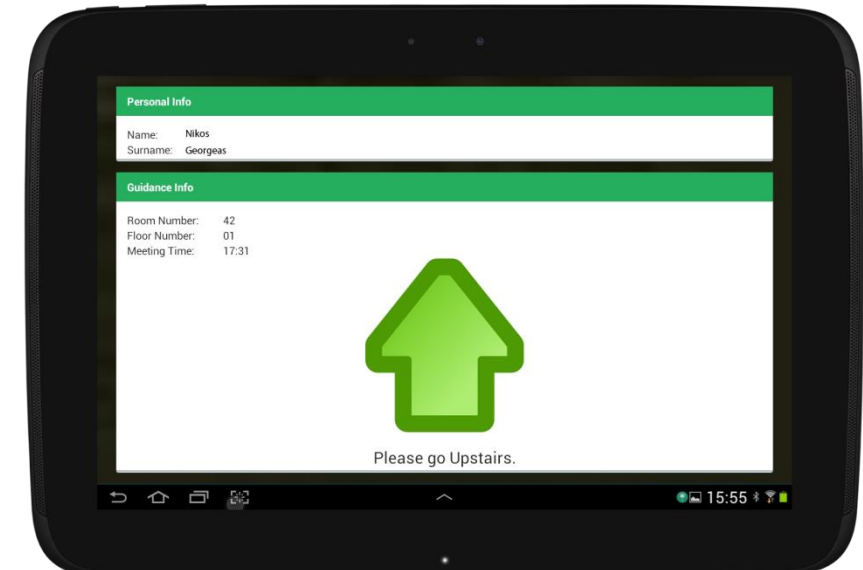 Personal Info
Name: Nikos
Surname: Georgeas
Guidance Info
Room Number: 42
Floor Number: 01
Meeting Time: 17:31
Please go Upstairs.
15:55